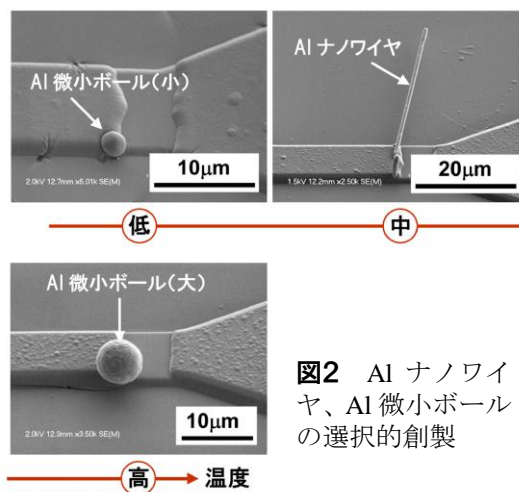 Al 微小ボール(小)
10μm
2.0kV 12.7mm x5.01k SE(M)
Al ナノワイヤ
20μm
1.5kV 12.2mm x2.50k SE(M)
低
中
Al 微小ボール(大)
10μm
2.0kV 12.3mm x3.50k SE(M)
高
温度
図2 Al ナノワイ
ヤ、Al 微小ボール
の選択的創製